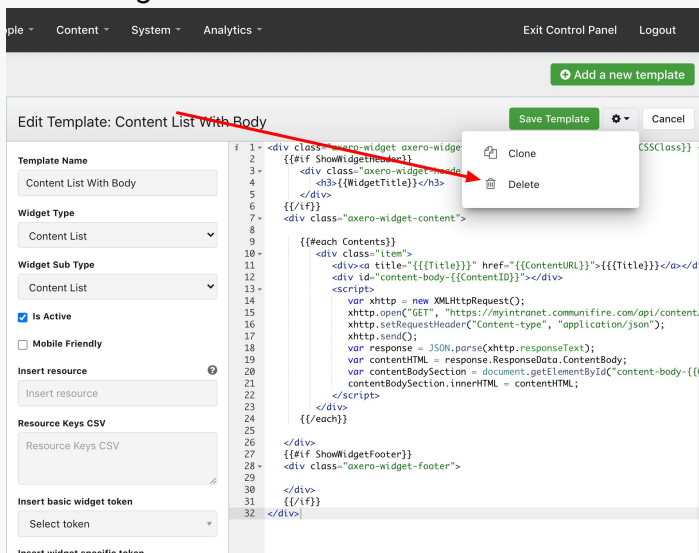 ople Content System Analytics Exit Control Panel Logout
Add a new template
Edit Template: Content List With Body
Save Template
Cancel
Clone
Delete
Template Name
Content List With Body
Widget Type
Content List
Widget Sub Type
Content List
Is Active
Mobile Friendly
Insert resource
Insert resource
Resource Keys CSV
Resource Keys CSV
Insert basic widget token
Select token
Insert widget specific token
i 1 <div class="axero-widget axero-widge CSSClass}}
2 {{#if ShowWidgetHeader}}
3 <div class="axero-widget-heade
4 <h3>{{WidgetTitle}}</h3>
5 </div>
6 {{/if}}
7 <div class="axero-widget-content">
8
9 {{#each Contents}}
10 <div class="item">
11 <div><a title="{{{Title}}}" href="{{ContentURL}}">{{{Title}}}</a></d
12 <div id="content-body-{{ContentID}}"></div>
13 <script>
14 var xhttp = new XMLHttpRequest();
15 xhttp.open("GET", "https://myintranet.communifire.com/api/content/
16 xhttp.setRequestHeader("Content-type", "application/json");
17 xhttp.send();
18 var response = JSON.parse(xhttp.responseText);
19 var contentHTML = response.ResponseData.ContentBody;
20 var contentBodySection = document.getElementById("content-body-{{
21 contentBodySection.innerHTML = contentHTML;
22 </script>
23 </div>
24 {{/each}}
25
26 </div>
27 {{#if ShowWidgetFooter}}
28 <div class="axero-widget-footer">
29
30 </div>
31 {{/if}}
32 </div>